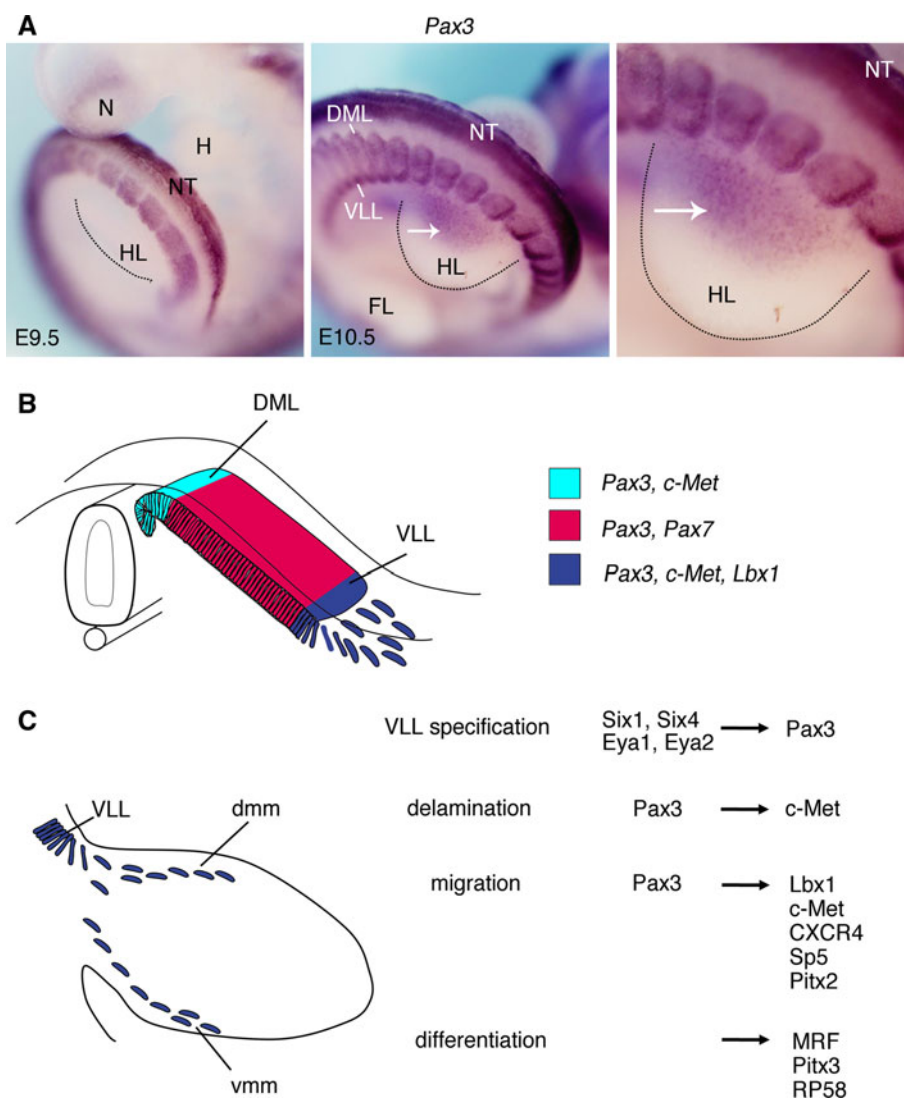 A
Pax3
N
H
NT
HL
E9.5
DML
NT
VLL
HL
FL
E10.5
NT
HL
B
DML
VLL
Pax3, c-Met
Pax3, Pax7
Pax3, c-Met, Lbx1
C
VLL
dmm
vmm
VLL specification
Six1, Six4
Eya1, Eya2
Pax3
delamination
Pax3
c-Met
migration
Pax3
Lbx1
c-Met
CXCR4
Sp5
Pitx2
differentiation
MRF
Pitx3
RP58